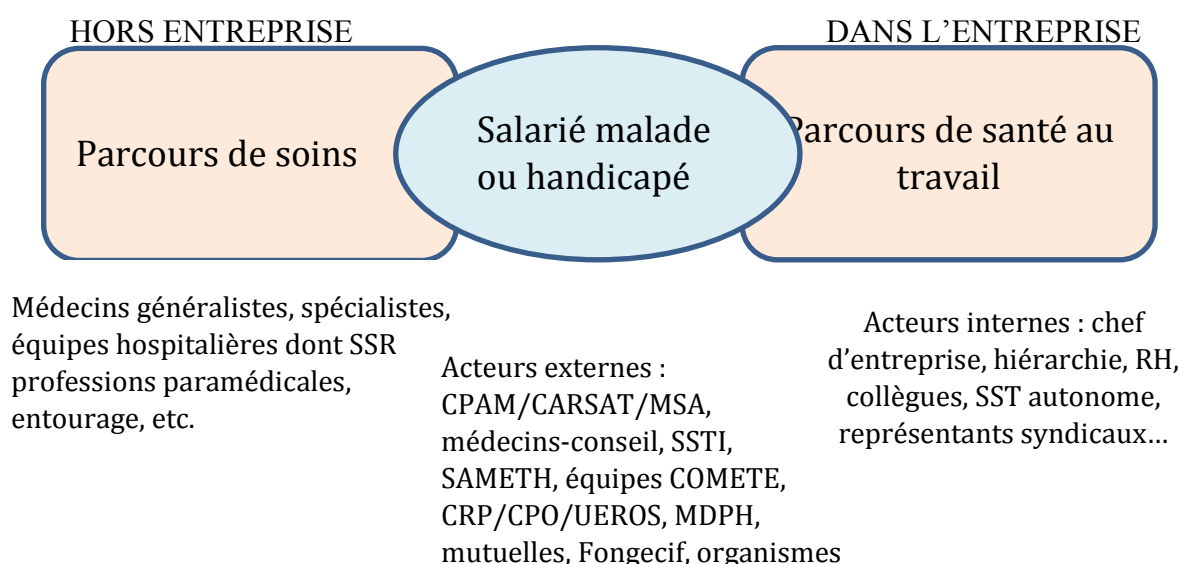 HORS ENTREPRISE
DANS L’ENTREPRISE
Parcours de soins
Salarié malade
ou handicapé
Parcours de santé au
travail
Médecins généralistes, spécialistes,
équipes hospitalières dont SSR
professions paramédicales,
entourage, etc.
Acteurs externes :
CPAM/CARSAT/MSA,
médecins-conseil, SSTI,
SAMETH, équipes COMETE,
CRP/CPO/UEROS, MDPH,
mutuelles, Fongecif, organismes
Acteurs internes : chef
d’entreprise, hiérarchie, RH,
collègues, SST autonome,
représentants syndicaux…